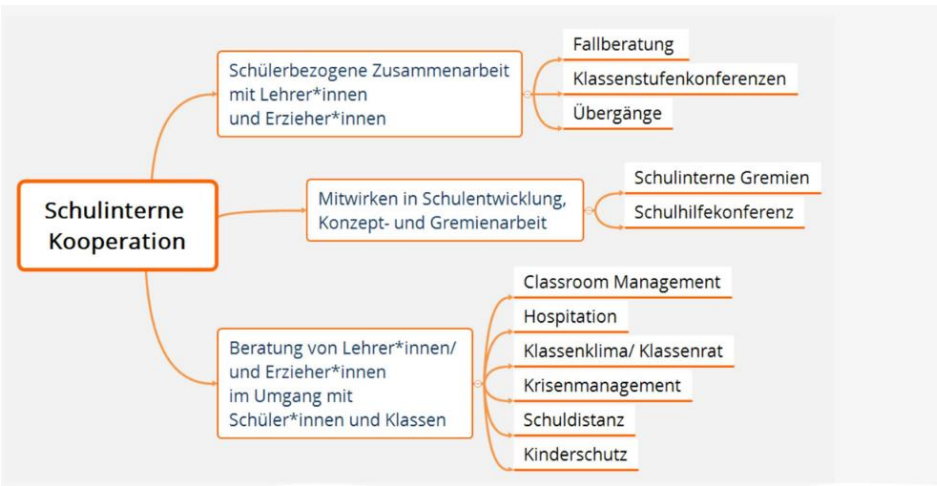 Schulinterne
Kooperation
Schülerbezogene Zusammenarbeit
mit Lehrer*innen
und Erzieher*innen
Fallberatung
Klassenstufenkonferenzen
Übergänge
Mitwirken in Schulentwicklung,
Konzept- und Gremienarbeit
Schulinterne Gremien
Schulhilfekonferenz
Beratung von Lehrer*innen/
und Erzieher*innen
im Umgang mit
Schüler*innen und Klassen
Classroom Management
Hospitation
Klassenklima/ Klassenrat
Krisenmanagement
Schuldistanz
Kinderschutz